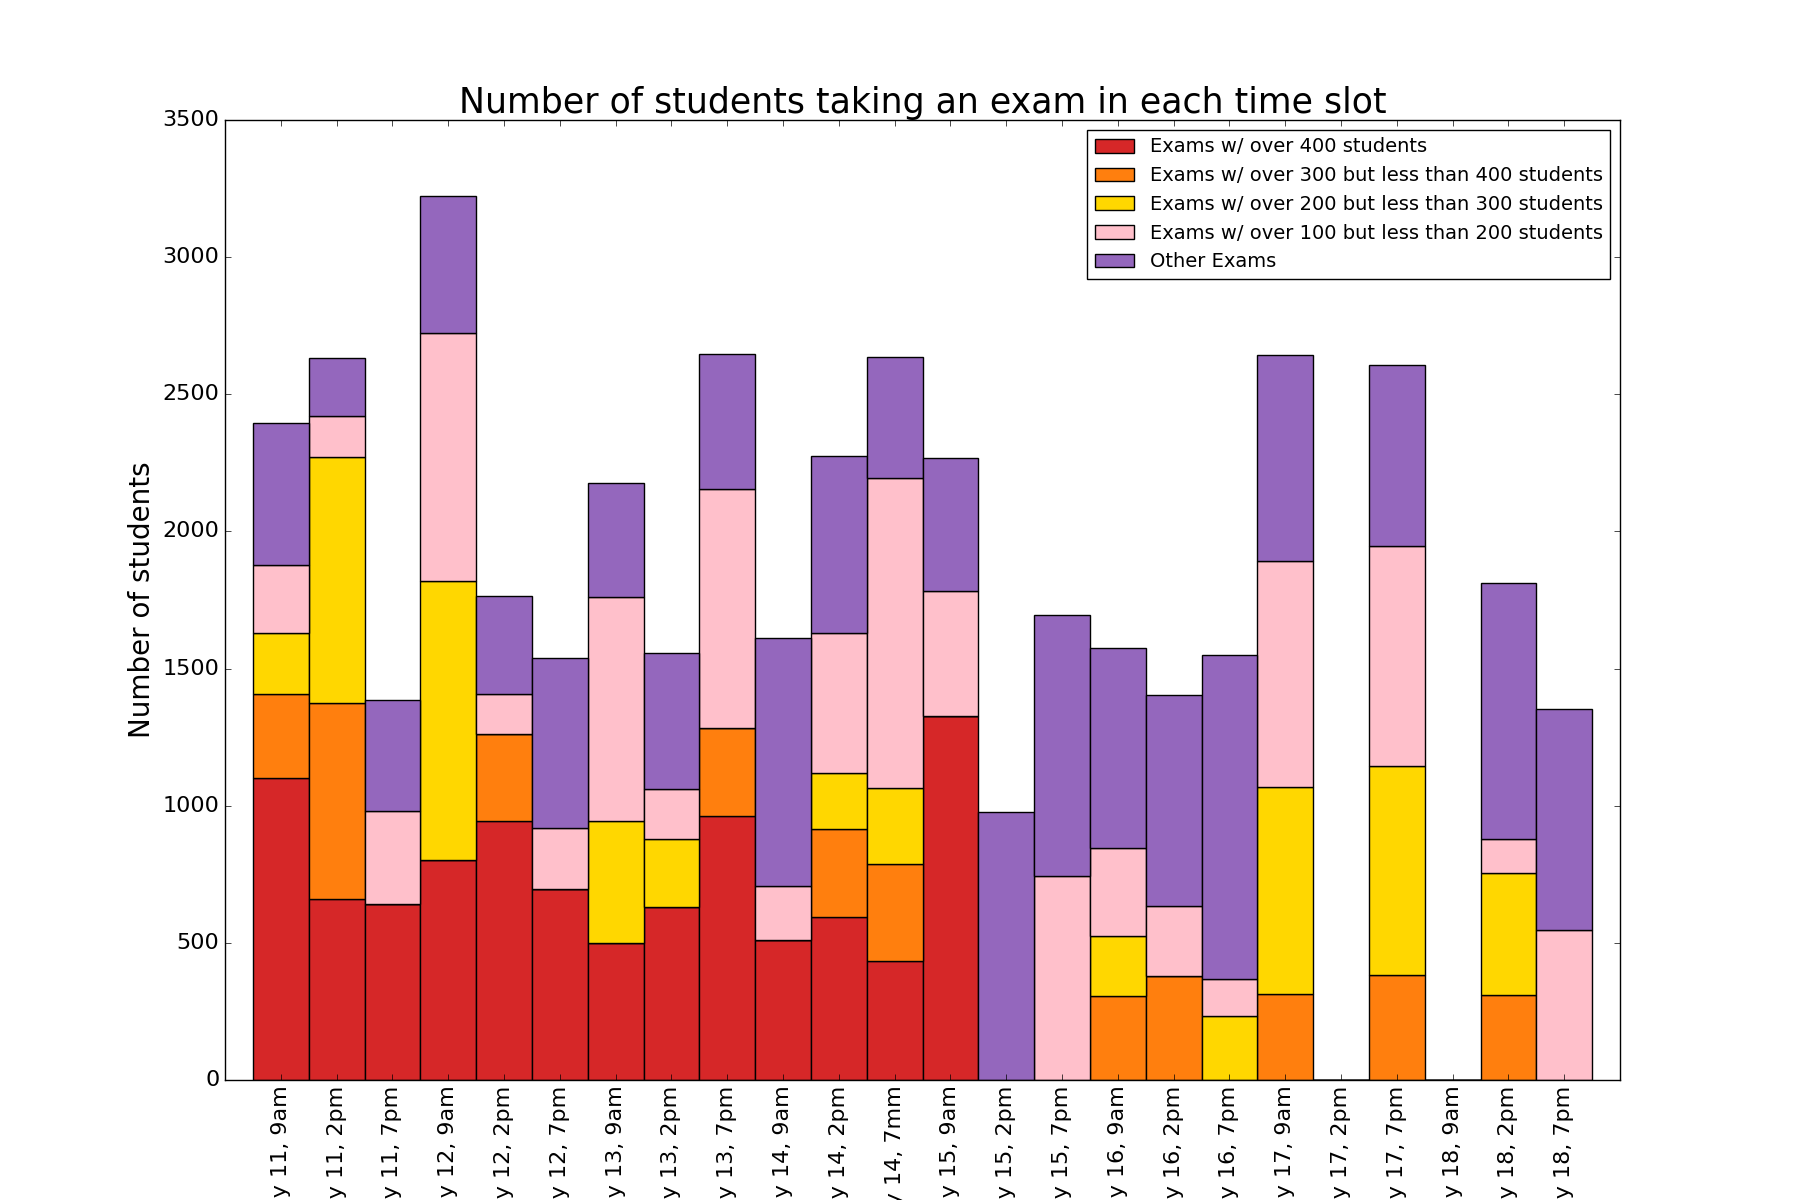 Number of students taking an exam in each time slot
Exams w/ over 400 students
Exams w/ over 300 but less than 400 students
Exams w/ over 200 but less than 300 students
Exams w/ over 100 but less than 200 students
Other Exams
Number of students
3500
3000
2500
2000
1500
1000
500
0
y 11, 9am
y 11, 2pm
y 11, 7pm
y 12, 9am
y 12, 2pm
y 12, 7pm
y 13, 9am
y 13, 2pm
y 13, 7pm
y 14, 9am
y 14, 2pm
y 14, 7mm
y 15, 9am
y 15, 2pm
y 15, 7pm
y 16, 9am
y 16, 2pm
y 16, 7pm
y 17, 9am
y 17, 2pm
y 17, 7pm
y 18, 9am
y 18, 2pm
y 18, 7pm